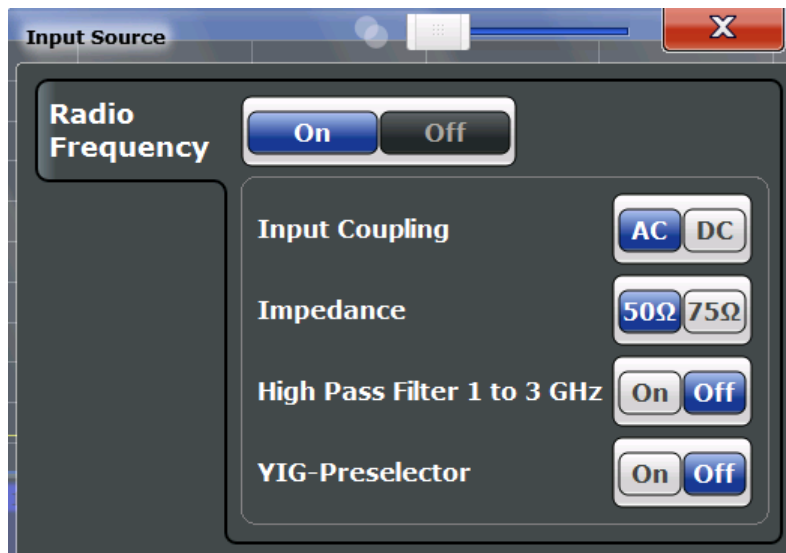 Input Source
X
Radio
Frequency
On Off
Input Coupling AC DC
Impedance 50Ω 75Ω
High Pass Filter 1 to 3 GHz On Off
YIG-Preselector On Off